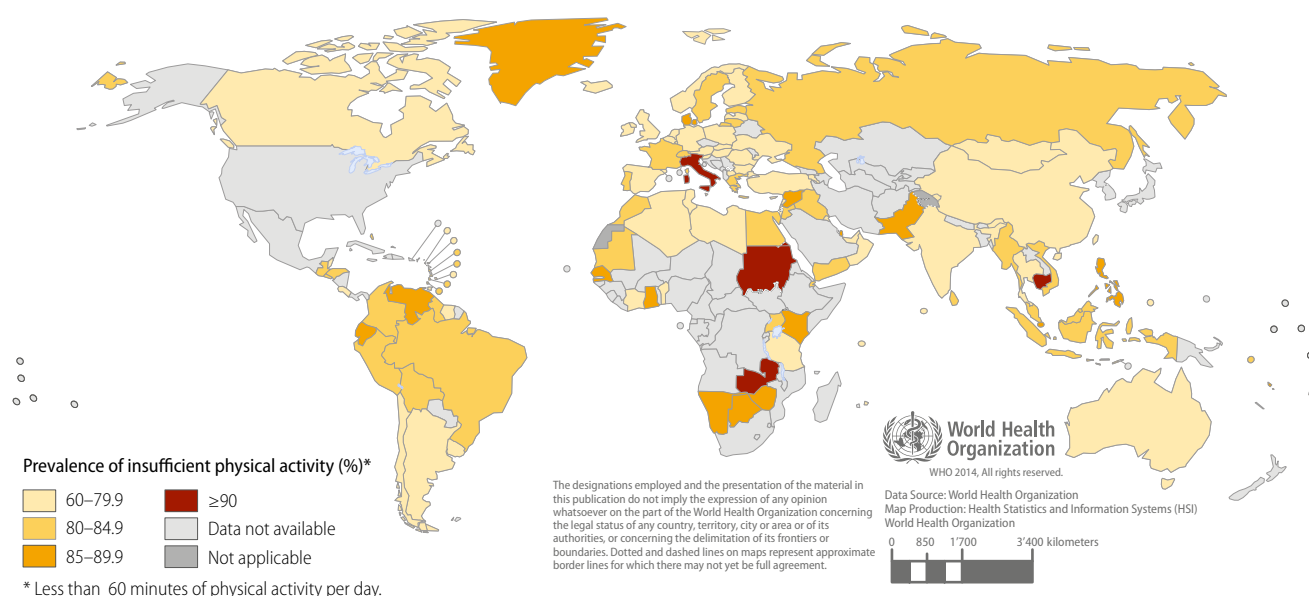 Prevalence of insufficient physical activity (%)*
60–79.9
80–84.9
85–89.9
≥90
Data not available
Not applicable
* Less than 60 minutes of physical activity per day.
The designations employed and the presentation of the material in
this publication do not imply the expression of any opinion
whatsoever on the part of the World Health Organization concerning
the legal status of any country, territory, city or area or of its
authorities, or concerning the delimitation of its frontiers or
boundaries. Dotted and dashed lines on maps represent approximate
border lines for which there may not yet be full agreement.
World Health
Organization
WHO 2014, All rights reserved.
Data Source: World Health Organization
Map Production: Health Statistics and Information Systems (HSI)
World Health Organization
0 850 1'700 3'400 kilometers